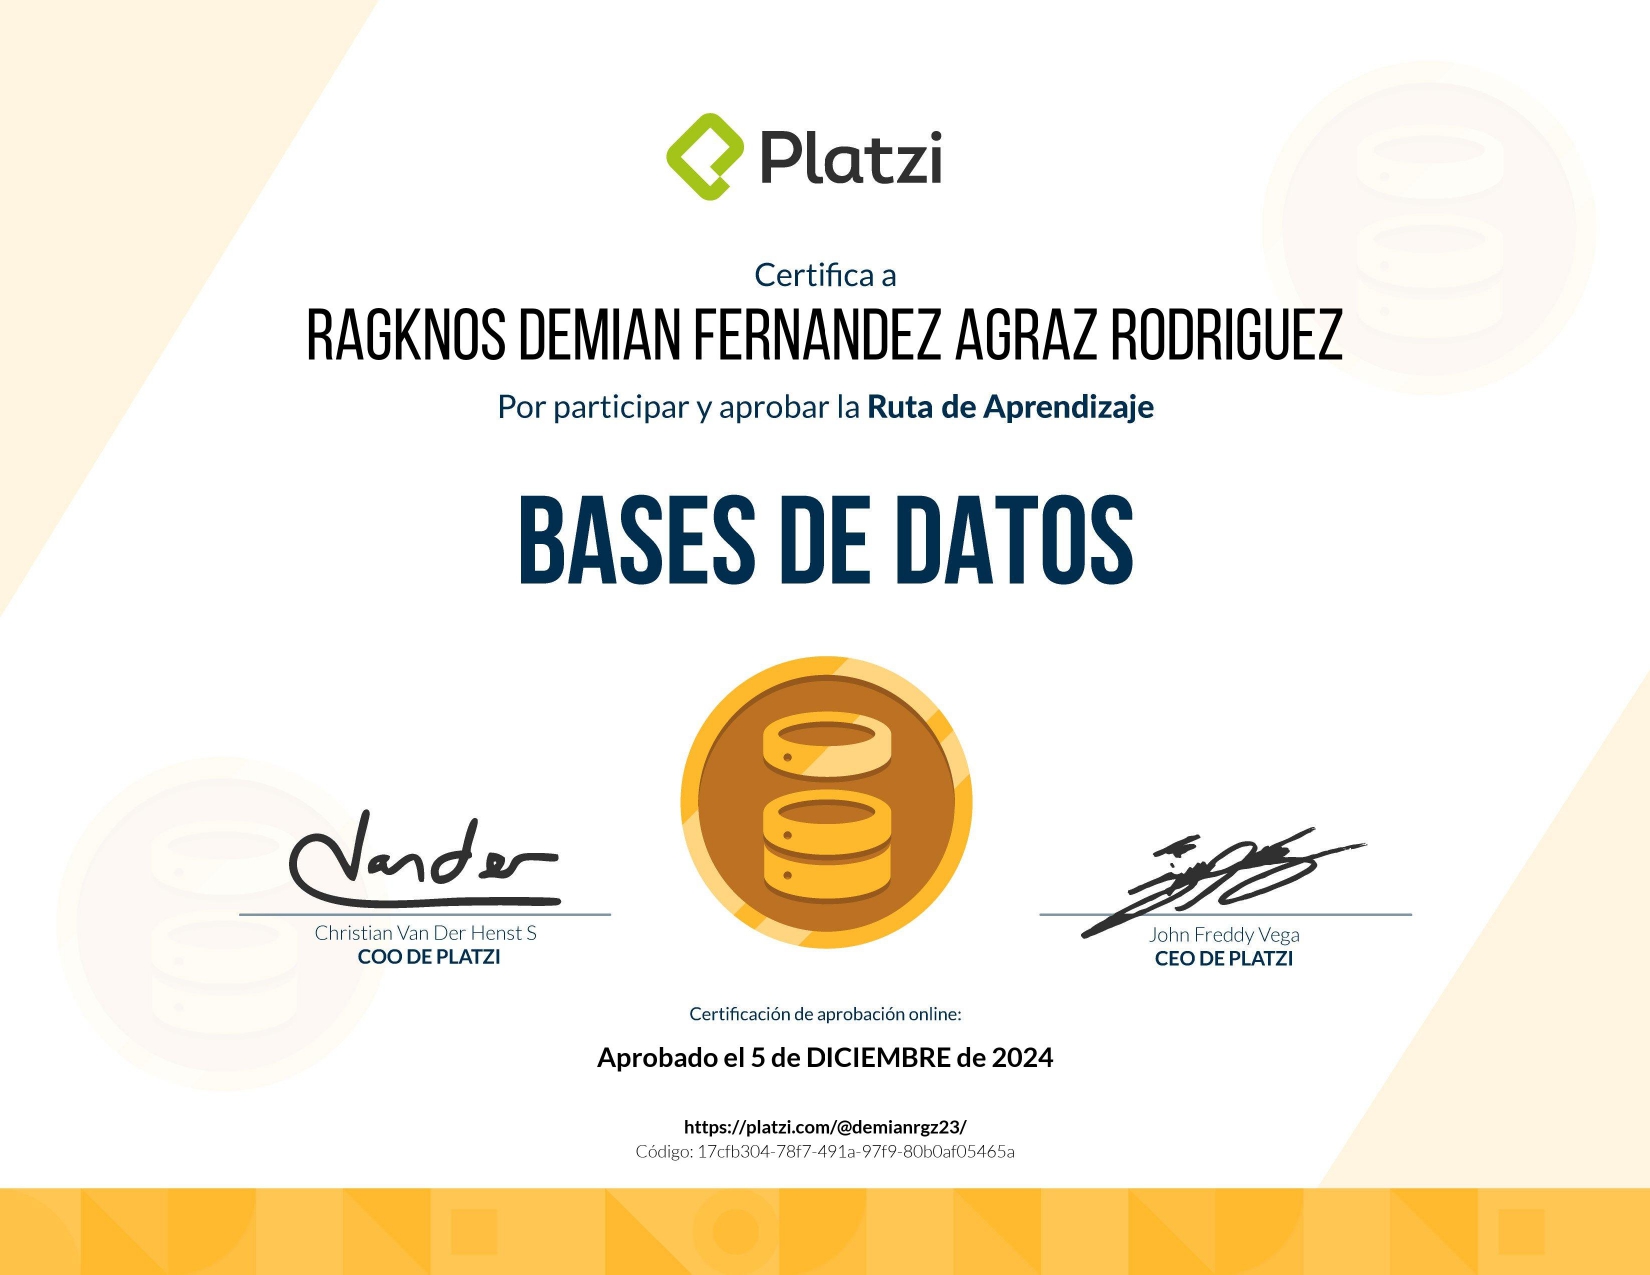 Platzi
Certifica a
RAGKNOS DEMIAN FERNANDEZ AGRAZ RODRIGUEZ
Por participar y aprobar la Ruta de Aprendizaje
BASES DE DATOS
Vander
Christian Van Der Henst S
COO DE PLATZI
John Freddy Vega
CEO DE PLATZI
Certificación de aprobación online:
Aprobado el 5 de DICIEMBRE de 2024
https://platzi.com/@demianrgz23/
Código: 17cfb304-78f7-491a-97f9-80b0af05465a